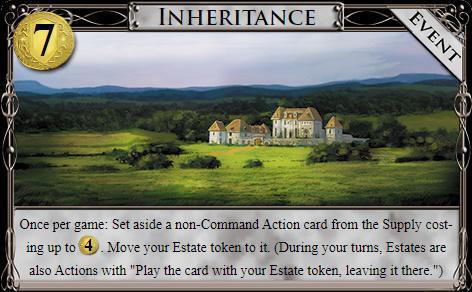 7
INHERITANCE
EVENT
Once per game: Set aside a non-Command Action card from the Supply cost-
ing up to 4. Move your Estate token to it. (During your turns, Estates are
also Actions with "Play the card with your Estate token, leaving it there.")